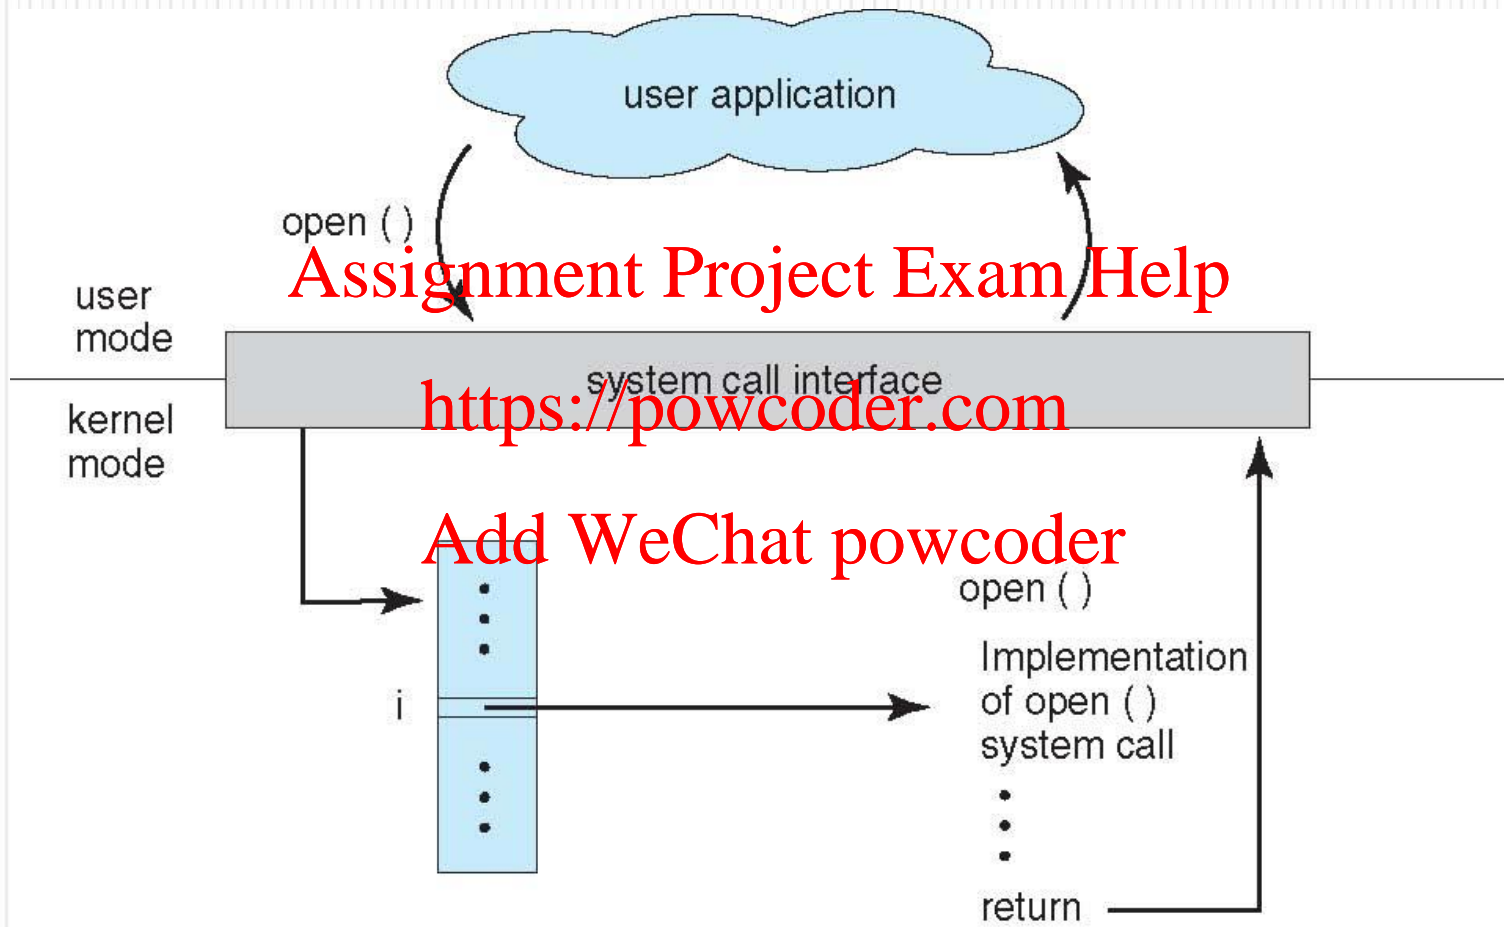 user application
open ( )
Assignment Project Exam Help
user
mode
system call interface
https://powcoder.com
kernel
mode
Add WeChat powcoder
open ( )
Implementation
of open ( )
system call
i
return